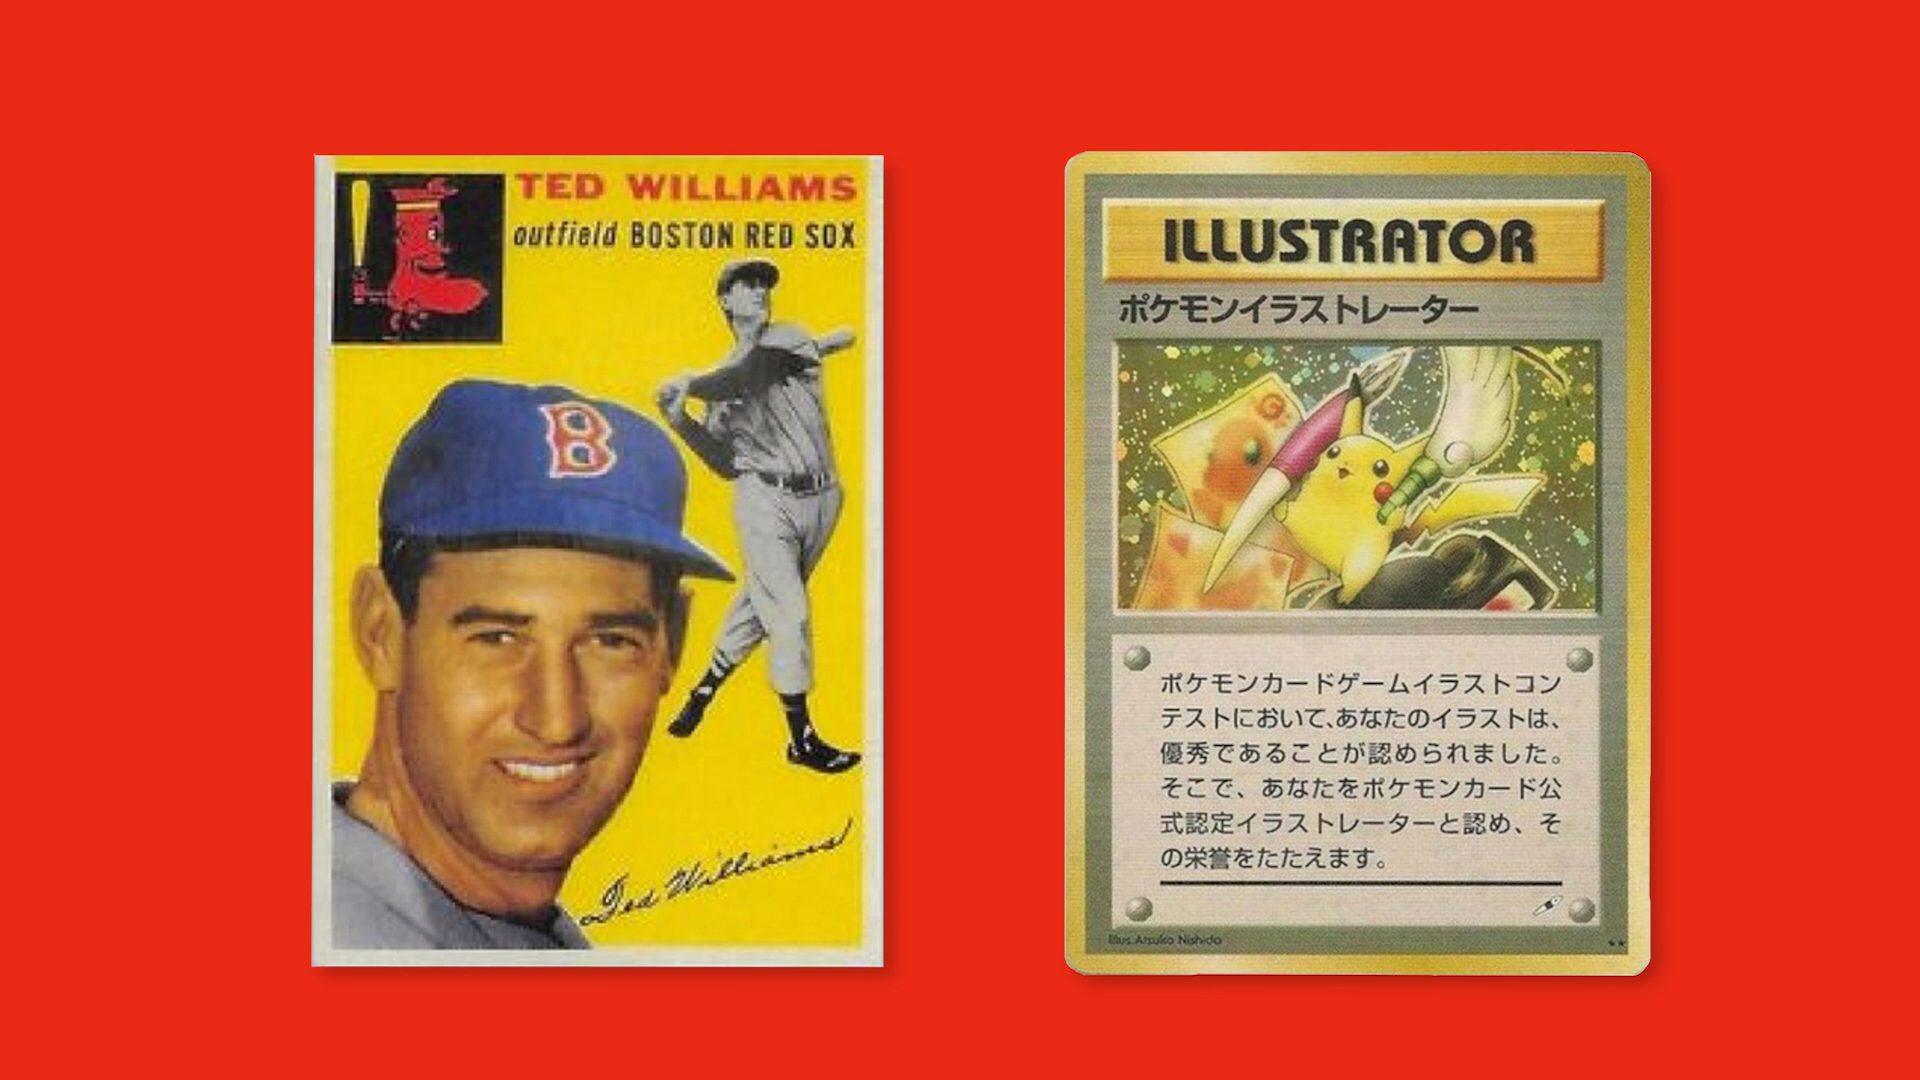 TED WILLIAMS
outfield BOSTON RED SOX
B
Ted Williams
ILLUSTRATOR
ポケモンイラストレーター
ポケモンカードゲームイラストコン
テストにおいて、あなたのイラストは、
優秀であることが認められました。
そこで、あなたをポケモンカード公
式認定イラストレーターと認め、そ
の栄誉をたたえます。
Illus. Atsuko Nishida